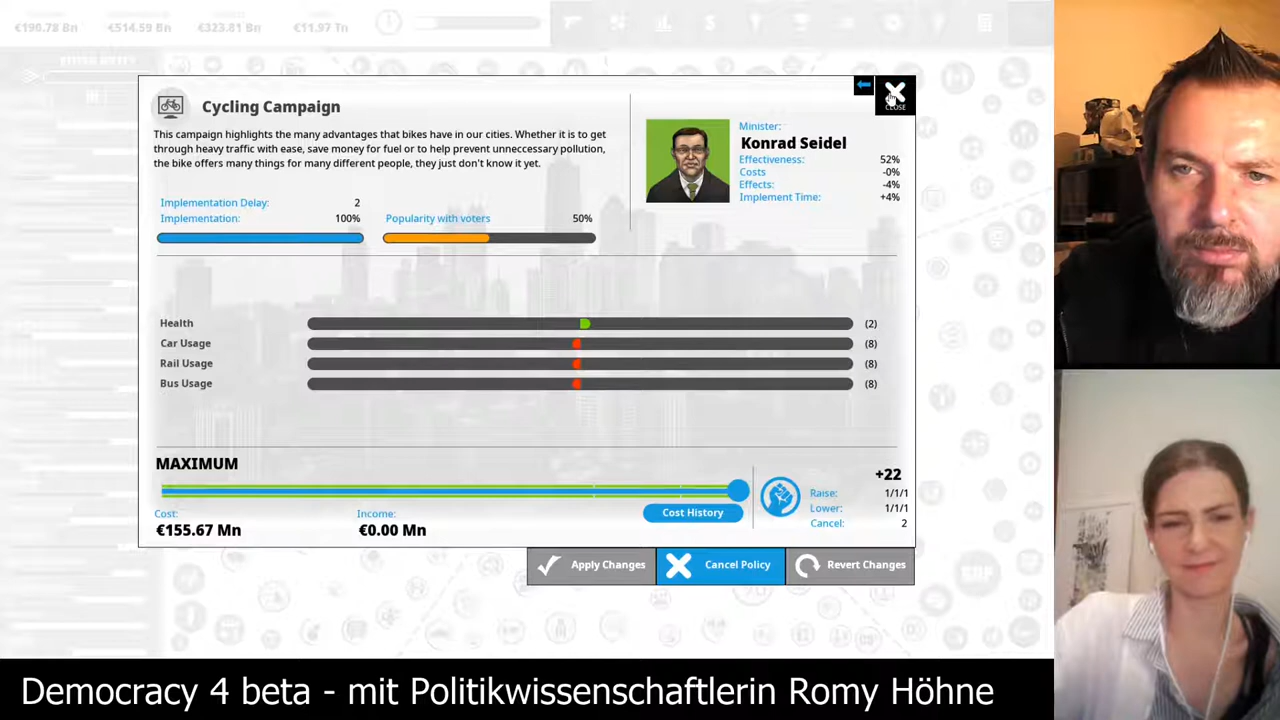 €190.78 Bn
€514.59 Bn
€323.81 Bn
€11.97 Tn
Cycling Campaign
This campaign highlights the many advantages that bikes have in our cities. Whether it is to get
through heavy traffic with ease, save money for fuel or to help prevent unneccessary pollution,
the bike offers many things for many different people, they just don't know it yet.
Implementation Delay: 2
Implementation: 100%
Popularity with voters 50%
CLOSE
Minister:
Konrad Seidel
Effectiveness: 52%
Costs -0%
Effects: -4%
Implement Time: +4%
Health (2)
Car Usage (8)
Rail Usage (8)
Bus Usage (8)
MAXIMUM
Cost:
€155.67 Mn
Income:
€0.00 Mn
Cost History
+22
Raise: 1/1/1
Lower: 1/1/1
Cancel: 2
Apply Changes
Cancel Policy
Revert Changes
Democracy 4 beta - mit Politikwissenschaftlerin Romy Höhne